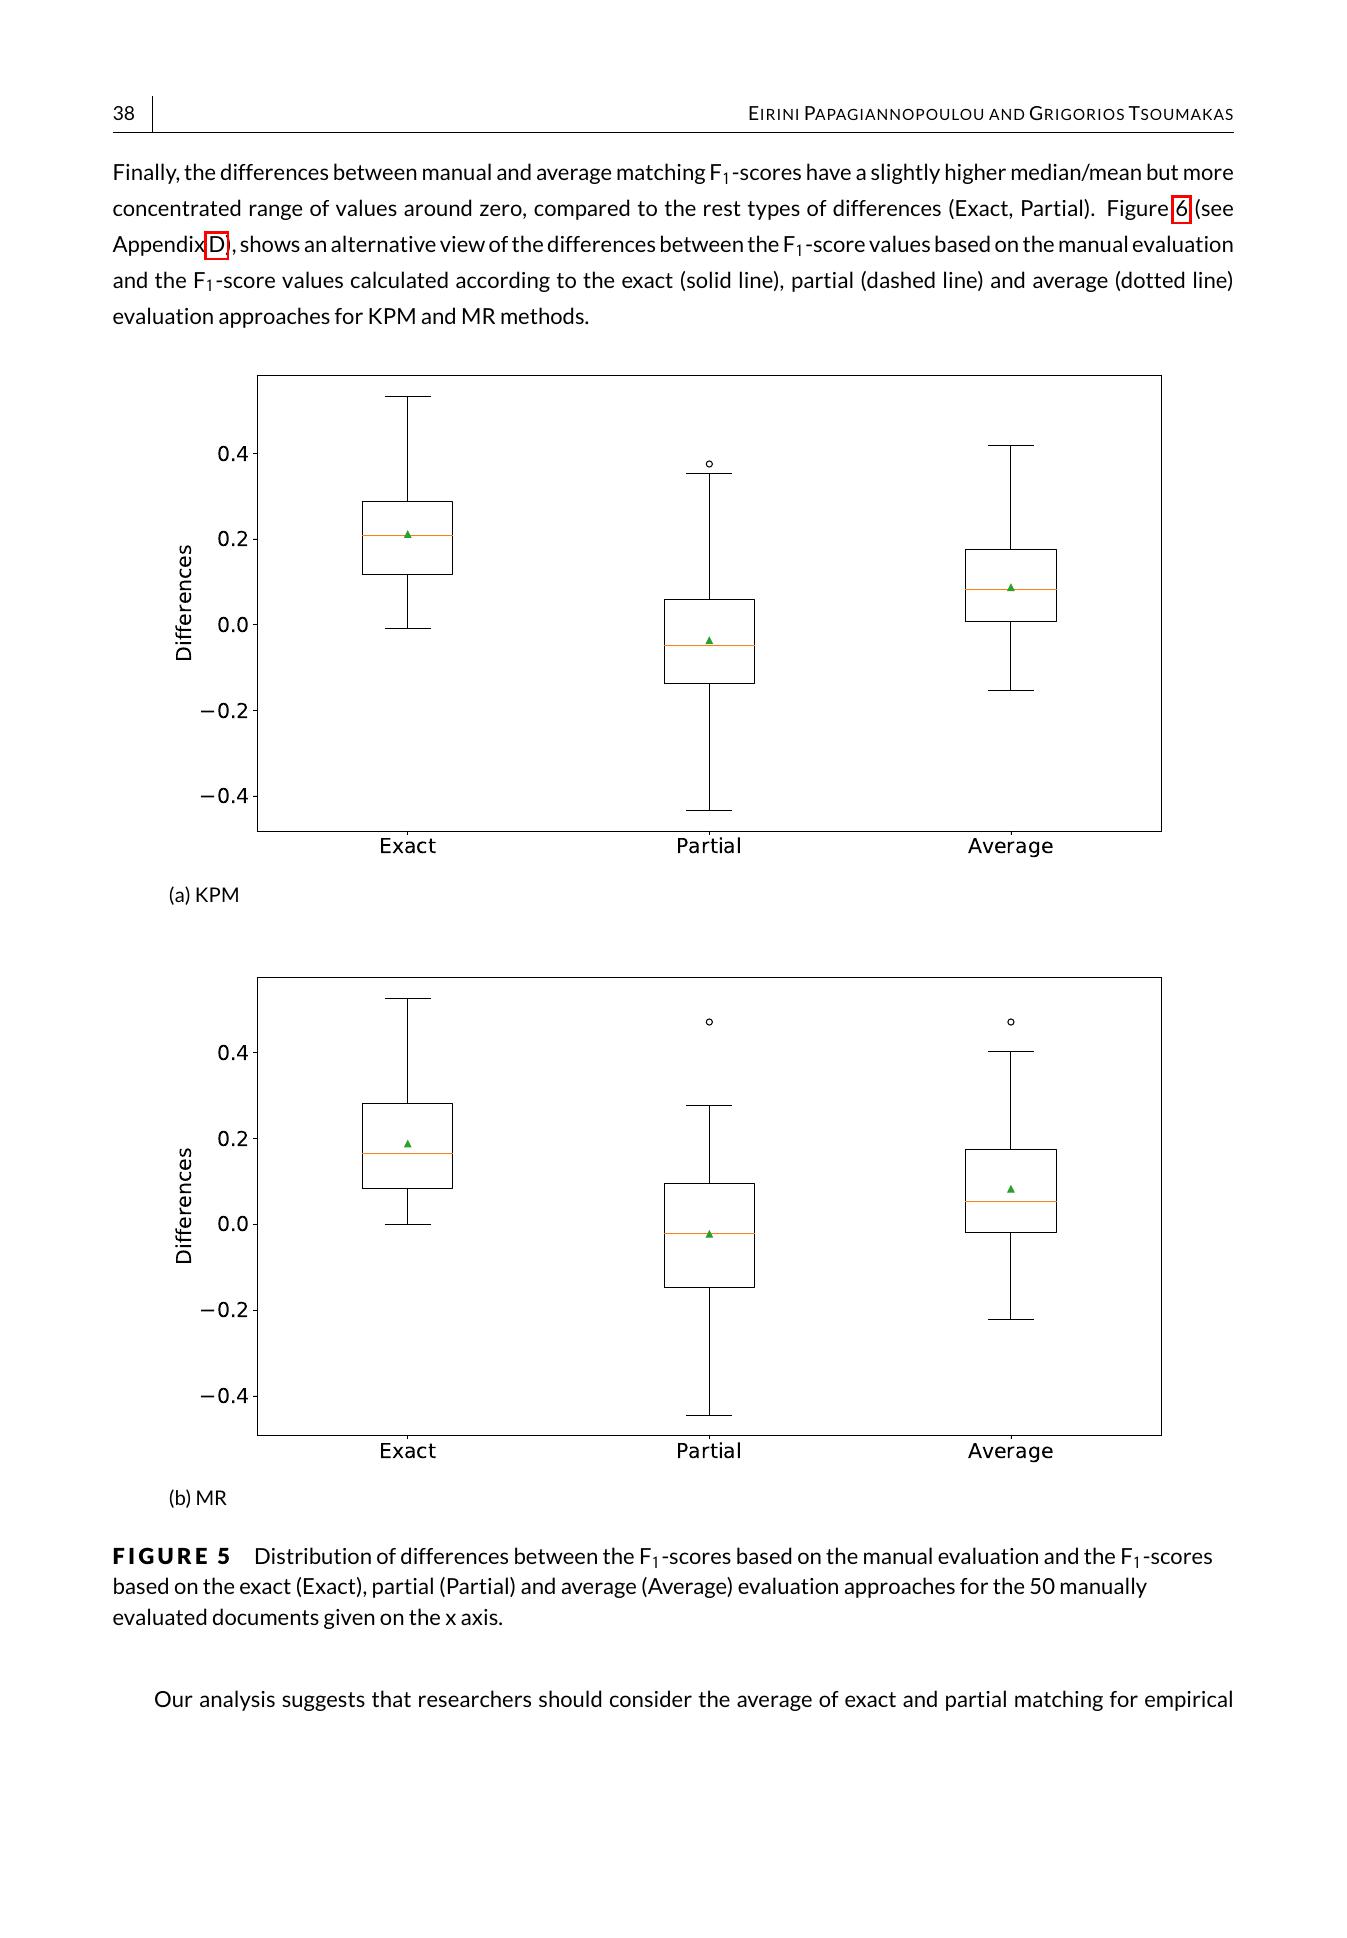 38 EIRINI PAPAGIANNOPOULOU AND GRIGORIOS TSOUMAKAS
Finally, the differences between manual and average matching F1-scores have a slightly higher median/mean but more
concentrated range of values around zero, compared to the rest types of differences (Exact, Partial). Figure 6 (see
Appendix D), shows an alternative view of the differences between the F1-score values based on the manual evaluation
and the F1-score values calculated according to the exact (solid line), partial (dashed line) and average (dotted line)
evaluation approaches for KPM and MR methods.
0.4
0.2
0.0
−0.2
−0.4
Differences
Exact Partial Average
(a) KPM
0.4
0.2
0.0
−0.2
−0.4
Differences
Exact Partial Average
(b) MR
FIGURE 5 Distribution of differences between the F1-scores based on the manual evaluation and the F1-scores
based on the exact (Exact), partial (Partial) and average (Average) evaluation approaches for the 50 manually
evaluated documents given on the x axis.
Our analysis suggests that researchers should consider the average of exact and partial matching for empirical